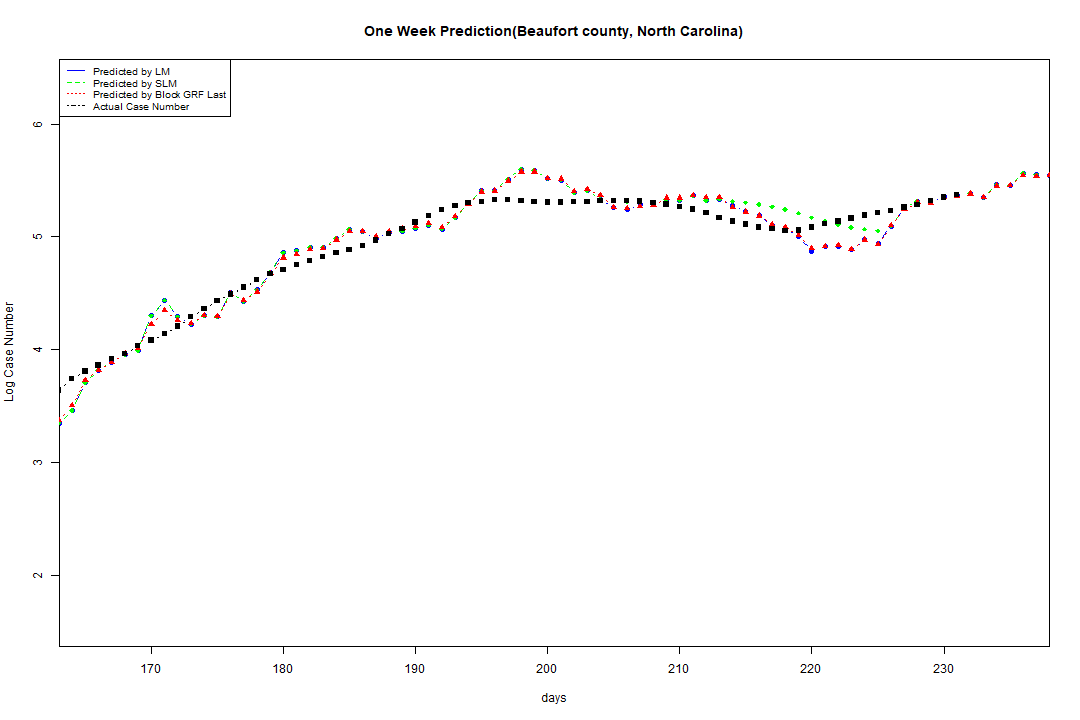 One Week Prediction(Beaufort county, North Carolina)
Predicted by LM
Predicted by SLM
Predicted by Block GRF Last
Actual Case Number
Log Case Number
6
5
4
3
2
170 180 190 200 210 220 230
days